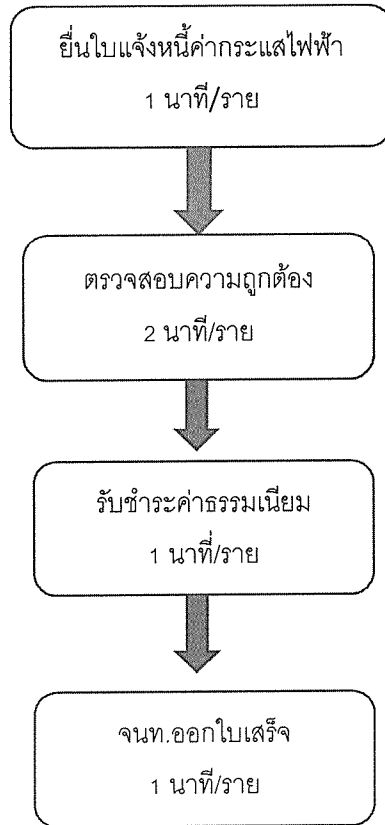 ยื่นใบแจ้งหนี้ค่ากระแสไฟฟ้า
1 นาที/ราย
ตรวจสอบความถูกต้อง
2 นาที/ราย
รับชำระค่าธรรมเนียม
1 นาที่/ราย
จนท.ออกใบเสร็จ
1 นาที/ราย